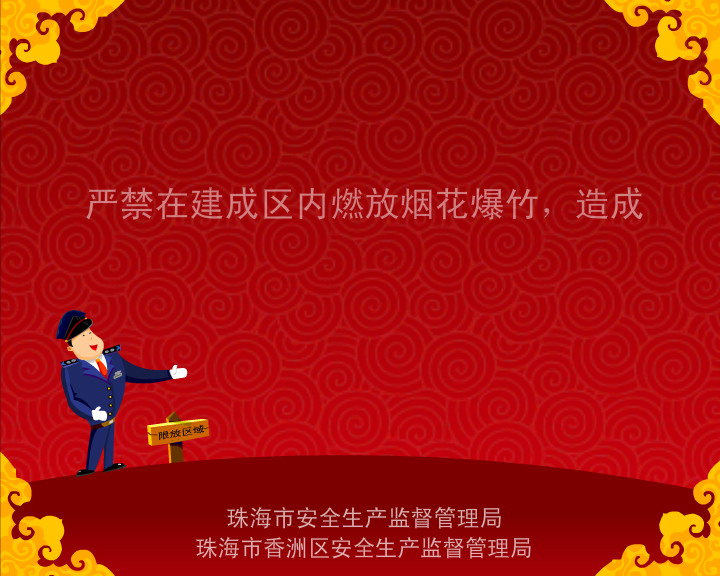 严禁在建成区内燃放烟花爆竹，造成
限放区域
珠海市安全生产监督管理局
珠海市香洲区安全生产监督管理局